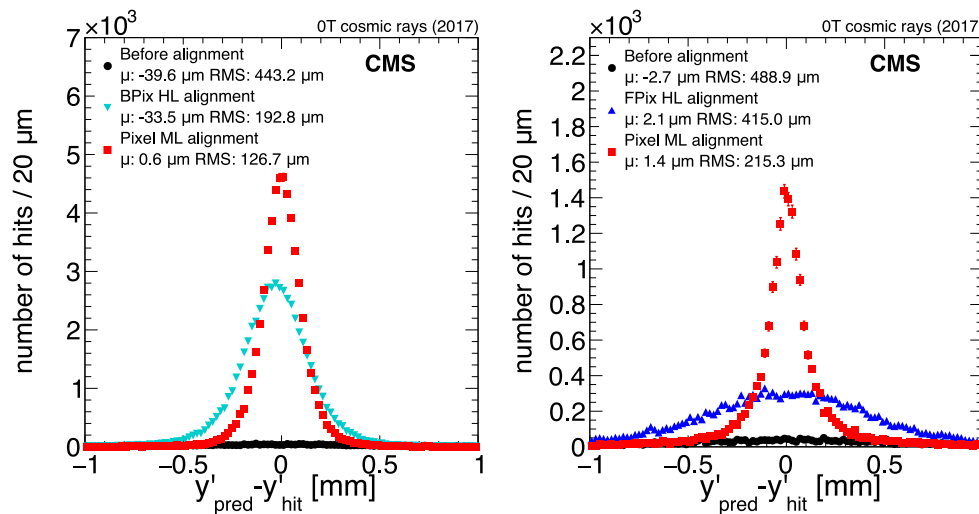 ×10³
0T cosmic rays (2017)
7
6
5
4
3
2
1
0
number of hits / 20 μm
Before alignment
μ: -39.6 μm RMS: 443.2 μm
BPix HL alignment
μ: -33.5 μm RMS: 192.8 μm
Pixel ML alignment
μ: 0.6 μm RMS: 126.7 μm
CMS
−1 −0.5 0 0.5 1
y'pred-y'hit [mm]
×10³
0T cosmic rays (2017)
2.2
2
1.8
1.6
1.4
1.2
1
0.8
0.6
0.4
0.2
0
number of hits / 20 μm
Before alignment
μ: -2.7 μm RMS: 488.9 μm
FPix HL alignment
μ: 2.1 μm RMS: 415.0 μm
Pixel ML alignment
μ: 1.4 μm RMS: 215.3 μm
CMS
−1 −0.5 0 0.5
y'pred-y'hit [mm]